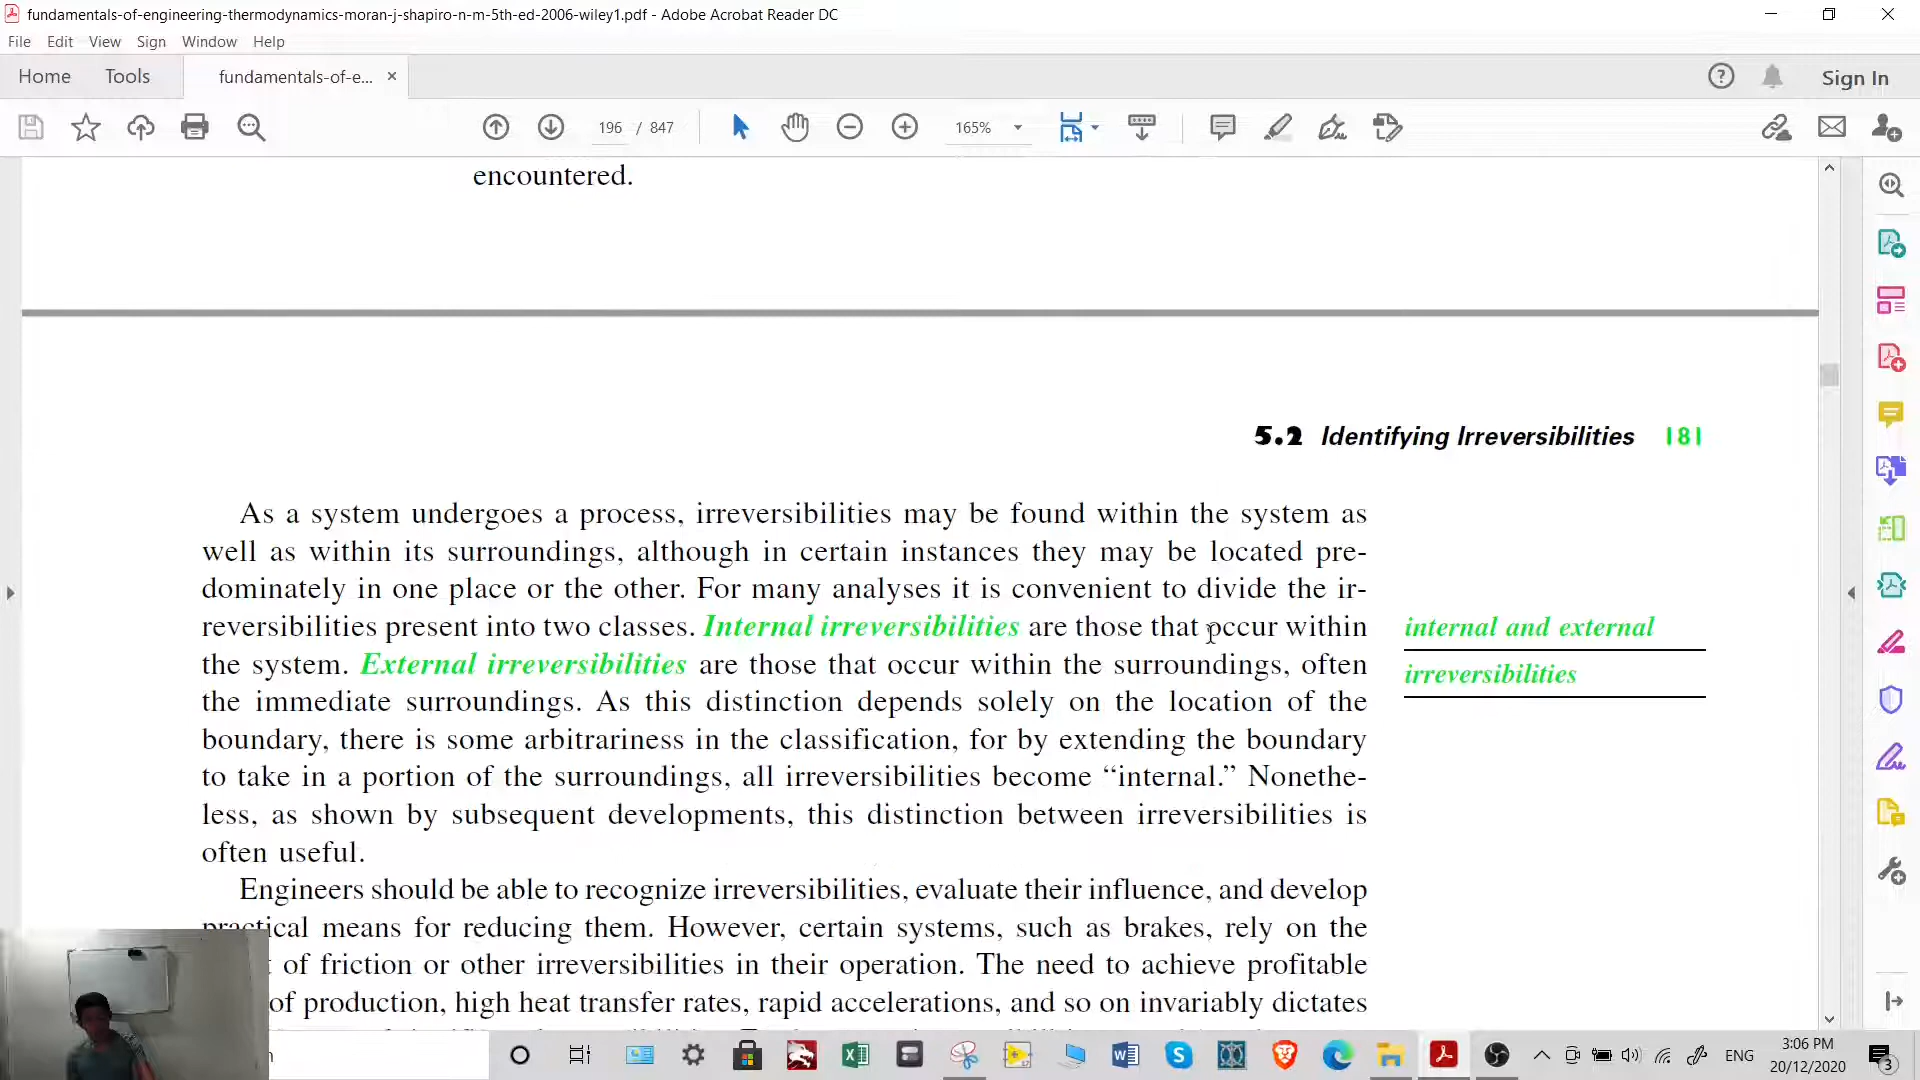 fundamentals-of-engineering-thermodynamics-moran-j-shapiro-n-m-5th-ed-2006-wiley1.pdf - Adobe Acrobat Reader DC
File Edit View Sign Window Help
Home Tools fundamentals-of-e... × Sign In
196 / 847 165%
encountered.
5.2 Identifying Irreversibilities 181
As a system undergoes a process, irreversibilities may be found within the system as
well as within its surroundings, although in certain instances they may be located pre-
dominately in one place or the other. For many analyses it is convenient to divide the ir-
reversibilities present into two classes. Internal irreversibilities are those that occur within
the system. External irreversibilities are those that occur within the surroundings, often
the immediate surroundings. As this distinction depends solely on the location of the
boundary, there is some arbitrariness in the classification, for by extending the boundary
to take in a portion of the surroundings, all irreversibilities become “internal.” Nonethe-
less, as shown by subsequent developments, this distinction between irreversibilities is
often useful.
internal and external
irreversibilities
Engineers should be able to recognize irreversibilities, evaluate their influence, and develop
practical means for reducing them. However, certain systems, such as brakes, rely on the
of friction or other irreversibilities in their operation. The need to achieve profitable
of production, high heat transfer rates, rapid accelerations, and so on invariably dictates
ENG
3:06 PM
20/12/2020
3